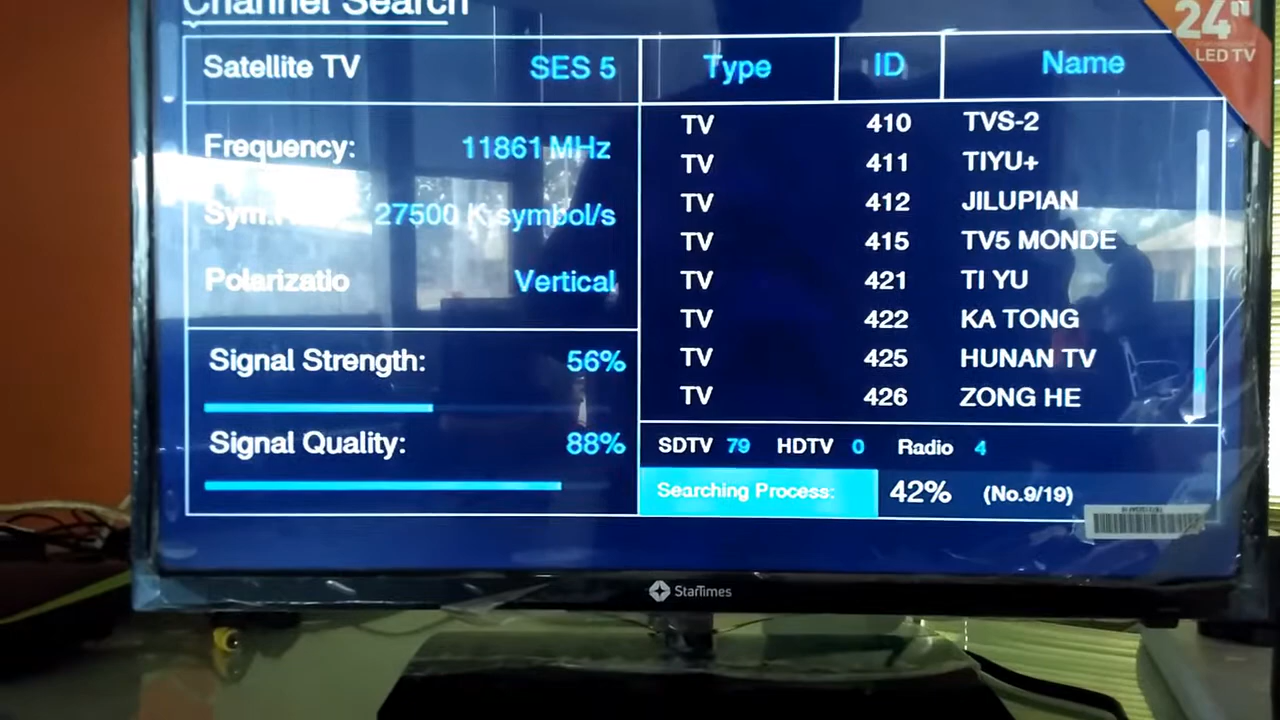 Channel Search
24"
LED TV
Satellite TV SES 5
Type ID Name
Frequency: 11861 MHz
27500 K symbol/s
Polarizatio Vertical
Signal Strength: 56%
Signal Quality: 88%
TV 410 TVS-2
TV 411 TIYU+
TV 412 JILUPIAN
TV 415 TV5 MONDE
TV 421 TI YU
TV 422 KA TONG
TV 425 HUNAN TV
TV 426 ZONG HE
SDTV 79 HDTV 0 Radio 4
Searching Process: 42% (No.9/19)
StarTimes